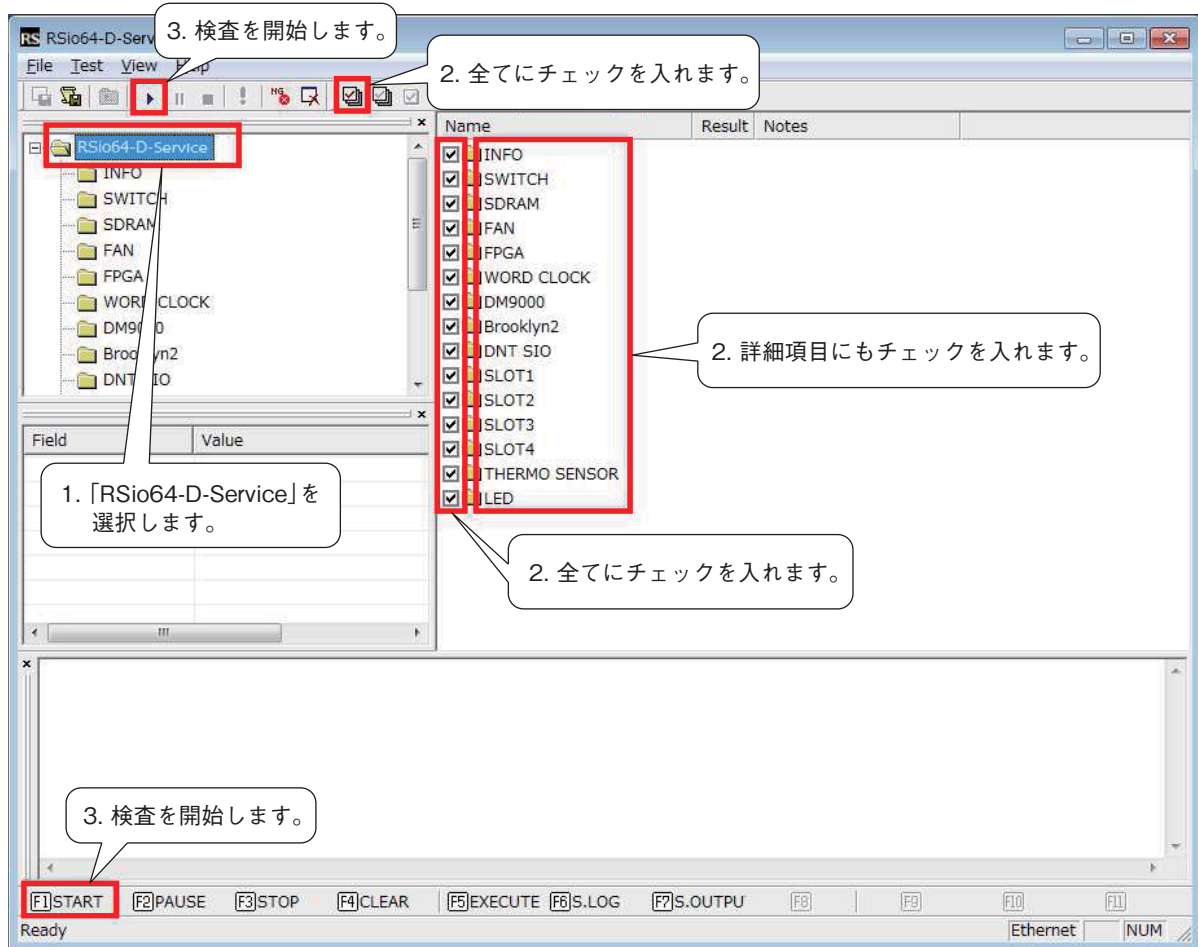 RS RSio64-D-Serv
3. 検査を開始します。
File Test View Help
2. 全てにチェックを入れます。
NG
RSio64-D-Service
INFO
SWITCH
SDRAM
FAN
FPGA
WORD CLOCK
DM9000
Brooklyn2
DNT SIO
Name Result Notes
INFO
SWITCH
SDRAM
FAN
FPGA
WORD CLOCK
DM9000
Brooklyn2
DNT SIO
SLOT1
SLOT2
SLOT3
SLOT4
THERMO SENSOR
LED
2. 詳細項目にもチェックを入れます。
Field Value
1.「RSio64-D-Service」を
選択します。
2. 全てにチェックを入れます。
3. 検査を開始します。
F1 START F2 PAUSE F3 STOP F4 CLEAR F5 EXECUTE F6 S.LOG F7 S.OUTPU F8 F9 F10 F11
Ready Ethernet NUM